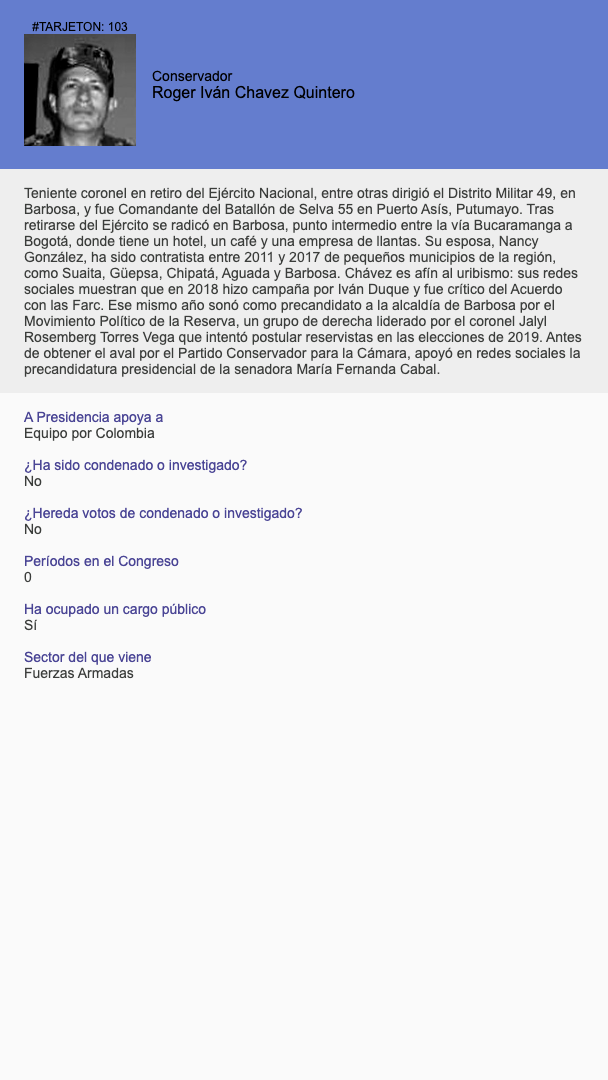 #TARJETON: 103
Conservador
Roger Iván Chavez Quintero
Teniente coronel en retiro del Ejército Nacional, entre otras dirigió el Distrito Militar 49, en
Barbosa, y fue Comandante del Batallón de Selva 55 en Puerto Asís, Putumayo. Tras
retirarse del Ejército se radicó en Barbosa, punto intermedio entre la vía Bucaramanga a
Bogotá, donde tiene un hotel, un café y una empresa de llantas. Su esposa, Nancy
González, ha sido contratista entre 2011 y 2017 de pequeños municipios de la región,
como Suaita, Güepsa, Chipatá, Aguada y Barbosa. Chávez es afín al uribismo: sus redes
sociales muestran que en 2018 hizo campaña por Iván Duque y fue crítico del Acuerdo
con las Farc. Ese mismo año sonó como precandidato a la alcaldía de Barbosa por el
Movimiento Político de la Reserva, un grupo de derecha liderado por el coronel Jalyl
Rosemberg Torres Vega que intentó postular reservistas en las elecciones de 2019. Antes
de obtener el aval por el Partido Conservador para la Cámara, apoyó en redes sociales la
precandidatura presidencial de la senadora María Fernanda Cabal.
A Presidencia apoya a
Equipo por Colombia
¿Ha sido condenado o investigado?
No
¿Hereda votos de condenado o investigado?
No
Períodos en el Congreso
0
Ha ocupado un cargo público
Sí
Sector del que viene
Fuerzas Armadas